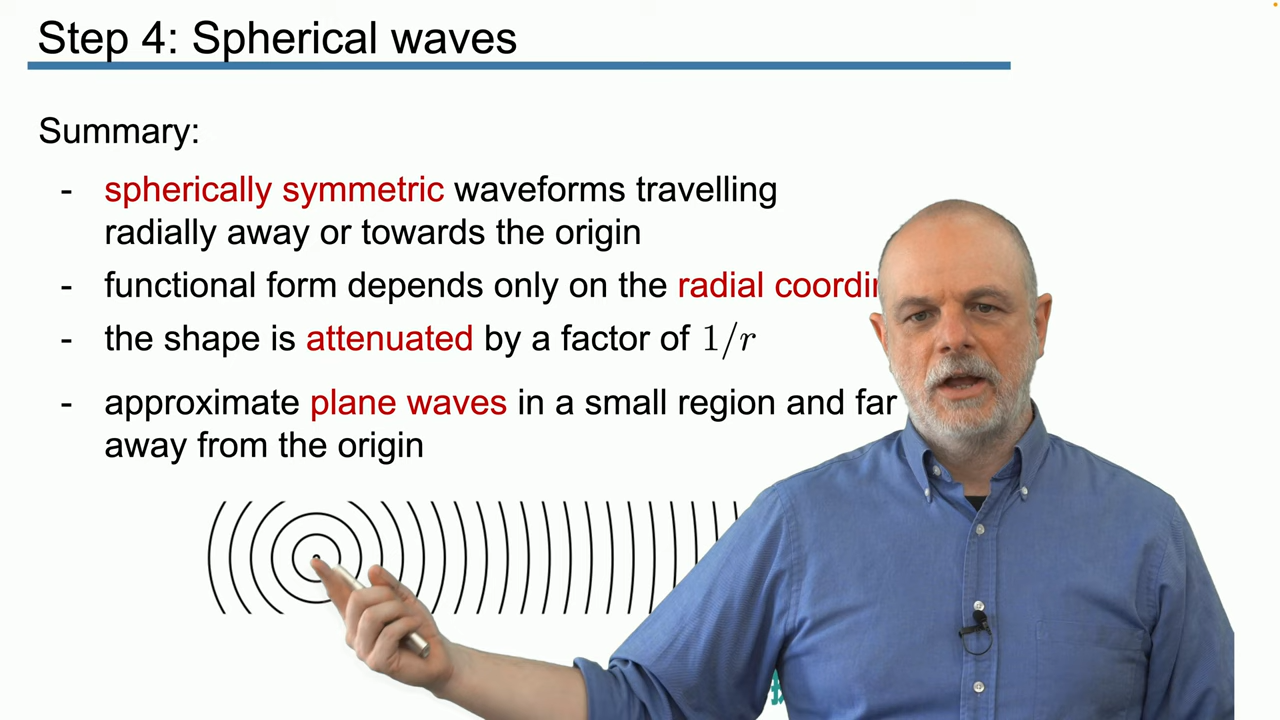 Step 4: Spherical waves
Summary:
- spherically symmetric waveforms travelling
radially away or towards the origin
- functional form depends only on the radial
- the shape is attenuated by a factor of 1/r
- approximate plane waves in a small region and far
away from the origin